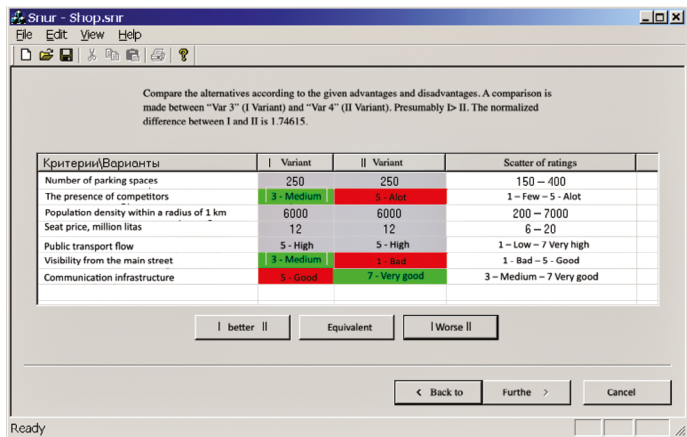 Snur - Shop.snr
File Edit View Help
Compare the alternatives according to the given advantages and disadvantages. A comparison is
made between “Var 3” (I Variant) and “Var 4” (II Variant). Presumably I> II. The normalized
difference between I and II is 1.74615.
Критерии\Варианты I Variant II Variant Scatter of ratings
Number of parking spaces 250 250 150 – 400
The presence of competitors 3 - Medium 5 - Alot 1 – Few – 5 - Alot
Population density within a radius of 1 km 6000 6000 200 – 7000
Seat price, million litas 12 12 6 – 20
Public transport flow 5 - High 5 - High 1 – Low – 7 Very high
Visibility from the main street 3 - Medium 1 - Bad 1 - Bad – 5 - Good
Communication infrastructure 5 - Good 7 - Very good 3 – Medium – 7 Very good
I better II Equivalent I Worse II
< Back to Furthe > Cancel
Ready